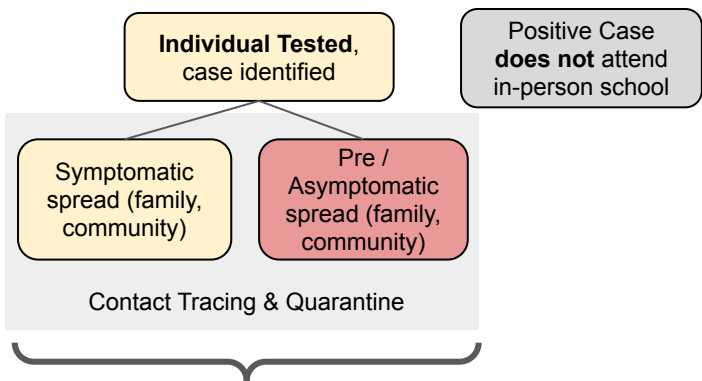 Individual Tested,
case identified
Positive Case
does not attend
in-person school
Symptomatic
spread (family,
community)
Pre /
Asymptomatic
spread (family,
community)
Contact Tracing & Quarantine